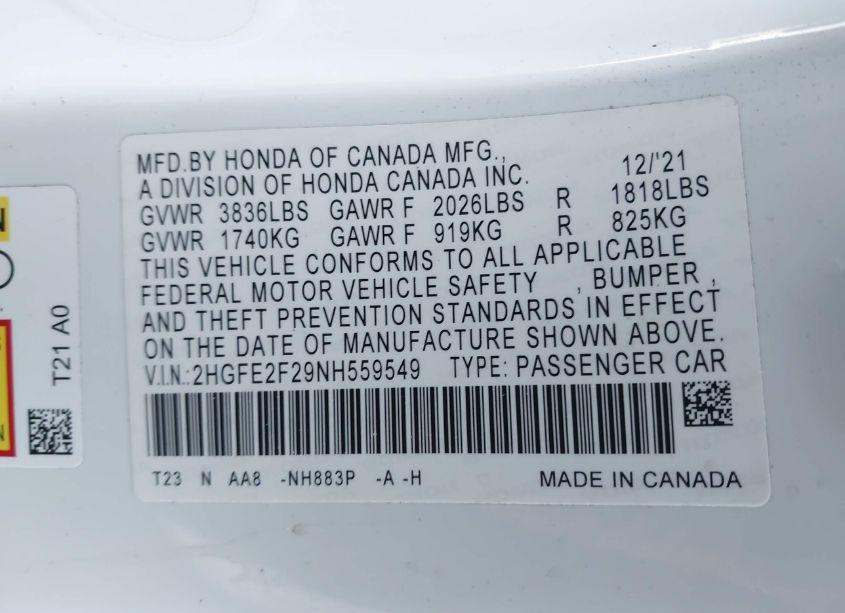 MFD.BY HONDA OF CANADA MFG., 12/'21
A DIVISION OF HONDA CANADA INC.
GVWR 3836LBS GAWR F 2026LBS R 1818LBS
GVWR 1740KG GAWR F 919KG R 825KG
THIS VEHICLE CONFORMS TO ALL APPLICABLE
FEDERAL MOTOR VEHICLE SAFETY , BUMPER ,
AND THEFT PREVENTION STANDARDS IN EFFECT
ON THE DATE OF MANUFACTURE SHOWN ABOVE.
V.I.N.:2HGFE2F29NH559549 TYPE: PASSENGER CAR
T23 N AA8 -NH883P -A -H MADE IN CANADA
T21 A0